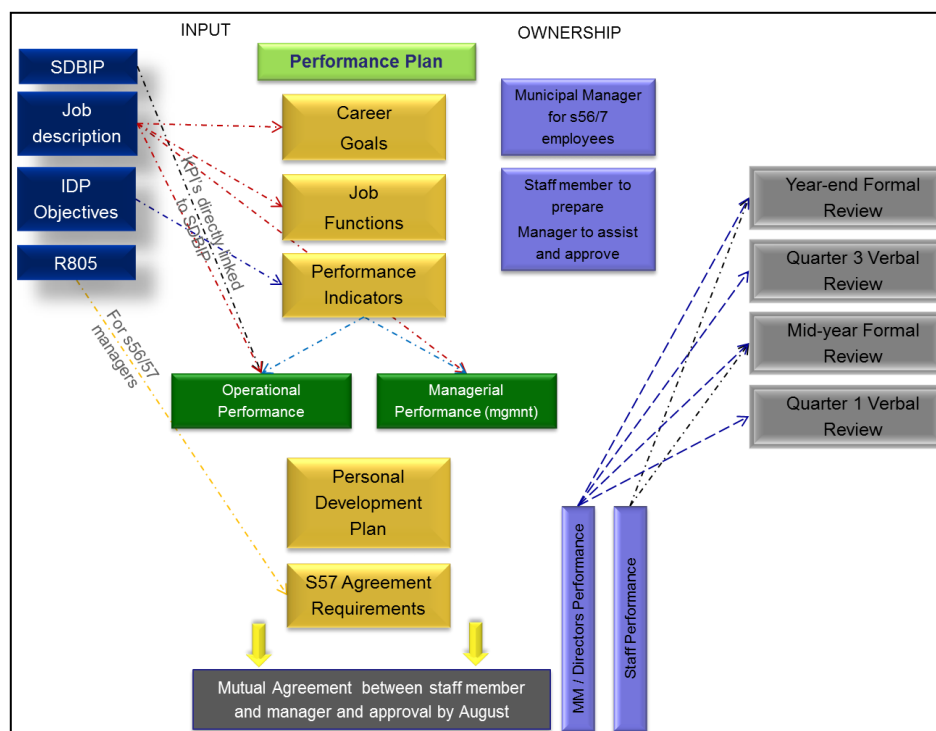 INPUT
OWNERSHIP
SDBIP
Job
description
IDP
Objectives
R805
KPI's directly linked
to SDBIP
For s56/57
managers
Performance Plan
Career
Goals
Job
Functions
Performance
Indicators
Operational
Performance
Managerial
Performance (mgmnt)
Personal
Development
Plan
S57 Agreement
Requirements
Mutual Agreement between staff member
and manager and approval by August
Municipal Manager
for s56/7
employees
Staff member to
prepare
Manager to assist
and approve
MM / Directors Performance
Staff Performance
Year-end Formal
Review
Quarter 3 Verbal
Review
Mid-year Formal
Review
Quarter 1 Verbal
Review